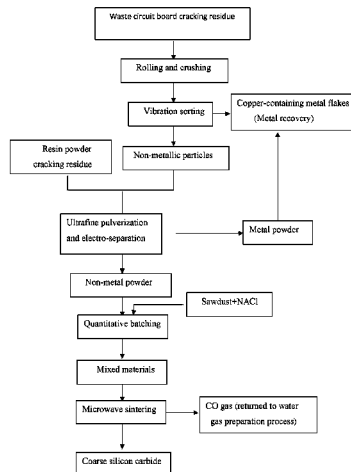 Waste circuit board cracking residue
Rolling and crushing
Vibration sorting
Copper-containing metal flakes
(Metal recovery)
Resin powder
cracking residue
Non-metallic particles
Ultrafine pulverization
and electro-separation
Metal powder
Non-metal powder
Sawdust+NACl
Quantitative batching
Mixed materials
Microwave sintering
CO gas (returned to water
gas preparation process)
Coarse silicon carbide